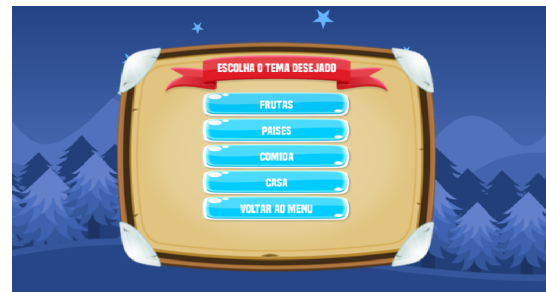 ESCOLHA O TEMA DESEJADO
FRUTAS
PAISES
COMIDA
CASA
VOLTAR AO MENU